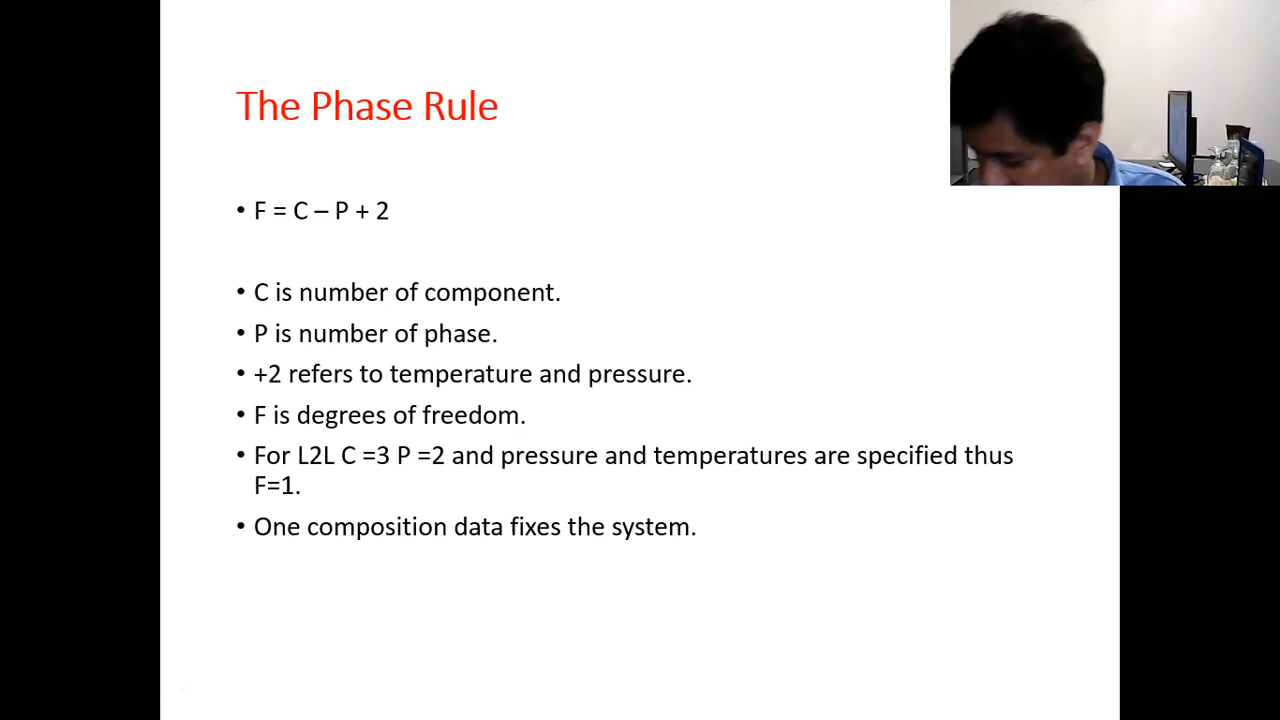 The Phase Rule
• F = C – P + 2
• C is number of component.
• P is number of phase.
• +2 refers to temperature and pressure.
• F is degrees of freedom.
• For L2L C =3 P =2 and pressure and temperatures are specified thus
F=1.
• One composition data fixes the system.